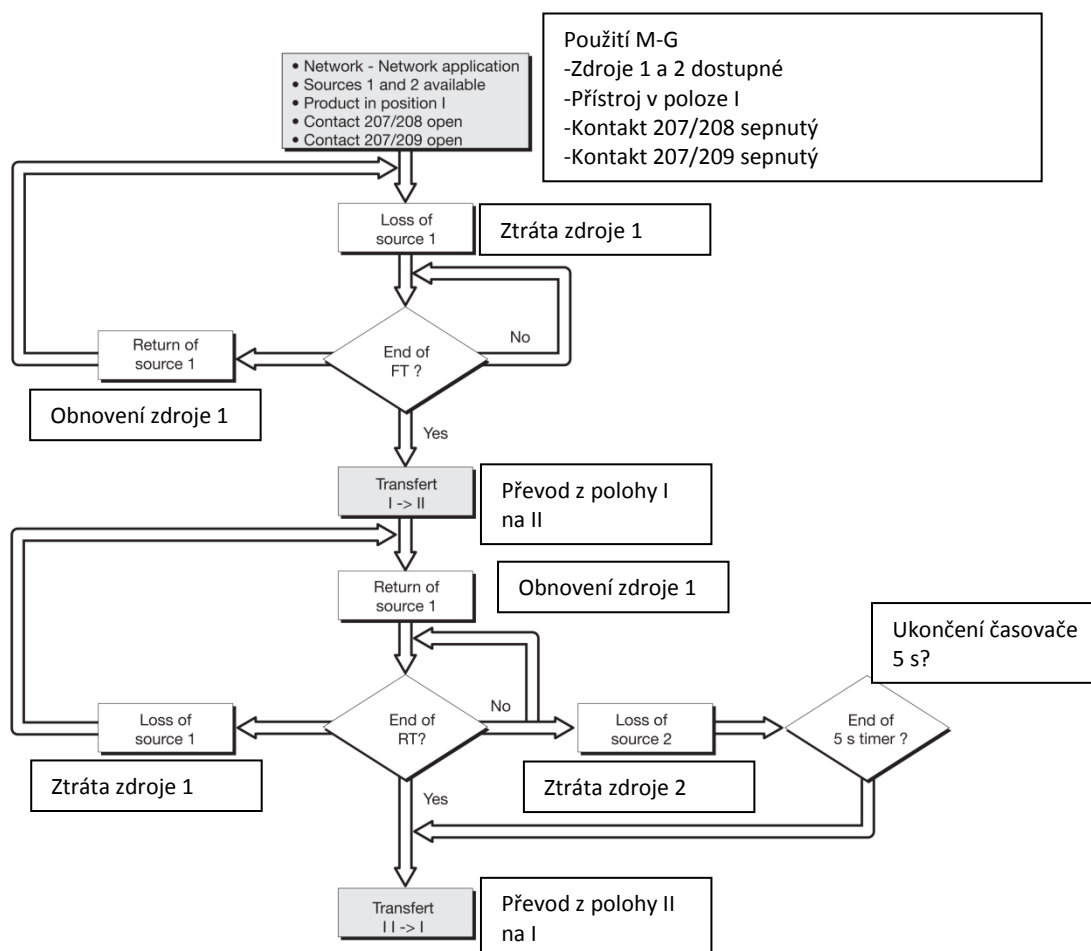 • Network - Network application
• Sources 1 and 2 available
• Product in position I
• Contact 207/208 open
• Contact 207/209 open
Použití M-G
-Zdroje 1 a 2 dostupné
-Přístroj v poloze I
-Kontakt 207/208 sepnutý
-Kontakt 207/209 sepnutý
Loss of
source 1
Ztráta zdroje 1
No
Return of
source 1
End of
FT ?
Obnovení zdroje 1
Yes
Transfert
I -> II
Převod z polohy I
na II
Return of
source 1
Obnovení zdroje 1
Ukončení časovače
5 s?
No
Loss of
source 1
End of
RT?
Loss of
source 2
End of
5 s timer ?
Ztráta zdroje 1
Ztráta zdroje 2
Yes
Transfert
I I -> I
Převod z polohy II
na I